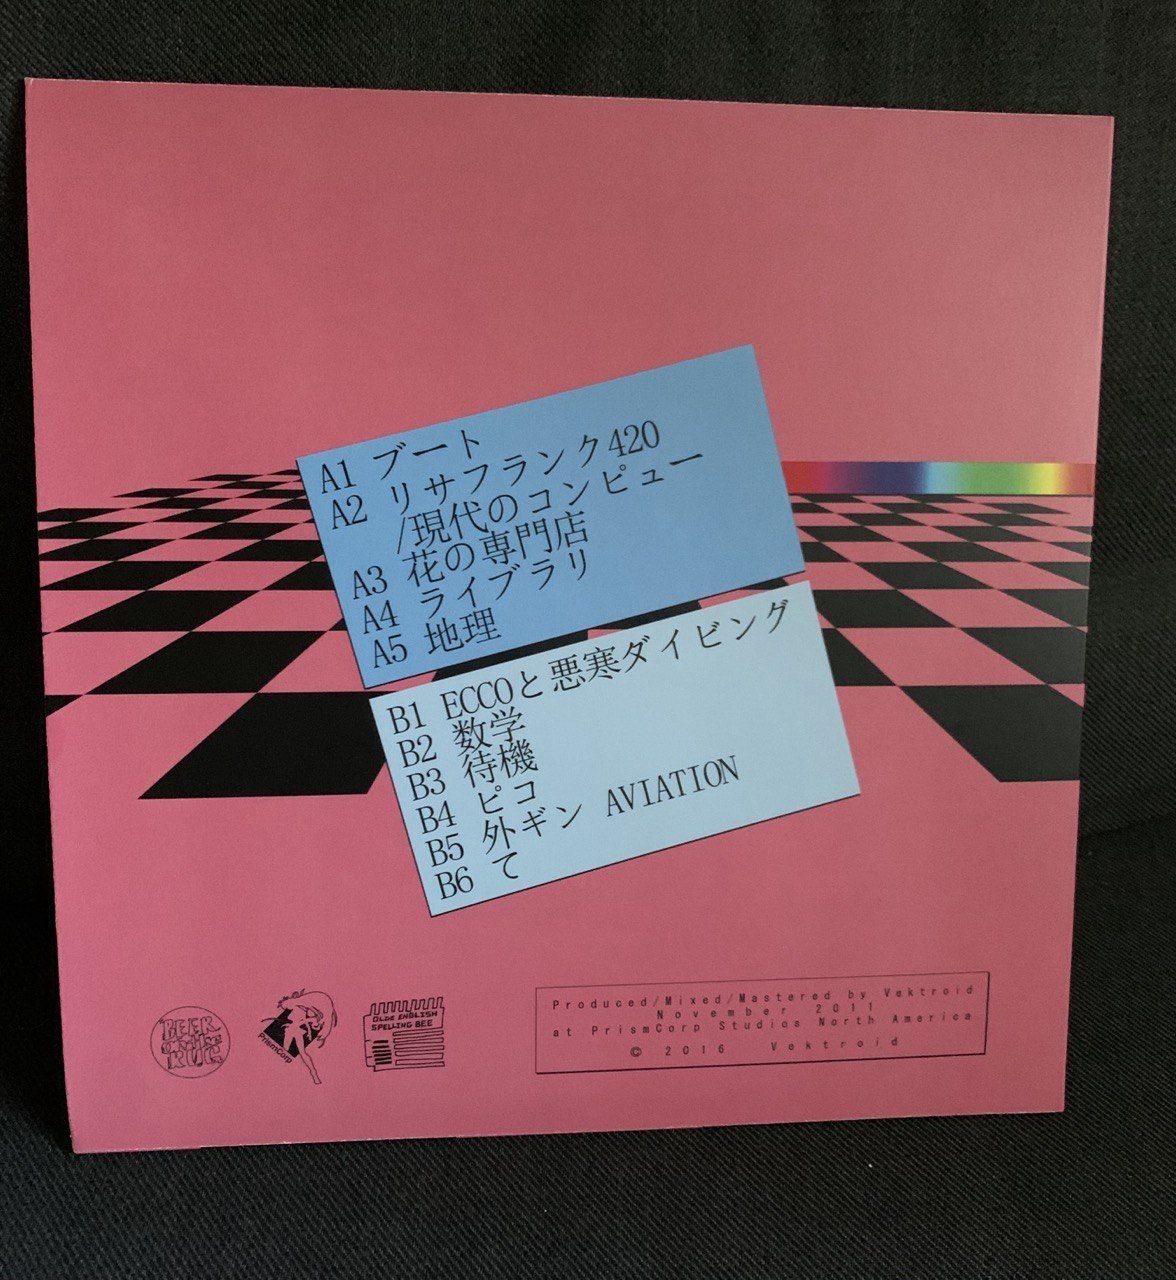 A1 ブート
A2 リサフランク420
/現代のコンピュー
A3 花の専門店
A4 ライブラリ
A5 地理
B1 ECCOと悪寒ダイビング
B2 数学
B3 待機
B4 ピコ
B5 外ギン AVIATION
B6 て
BEER
ON THE
RUG
PrismCorp
OLDE ENGLISH
SPELLING BEE
Produced/Mixed/Mastered by Vektroid
November 2011
at PrismCorp Studios North America
© 2016 Vektroid